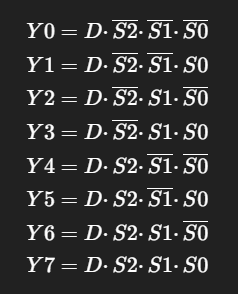 Y0 = D· S̅2̅· S̅1̅· S̅0̅
Y1 = D· S̅2̅· S̅1̅· S0
Y2 = D· S̅2̅· S1· S̅0̅
Y3 = D· S̅2̅· S1· S0
Y4 = D· S2· S̅1̅· S̅0̅
Y5 = D· S2· S̅1̅· S0
Y6 = D· S2· S1· S̅0̅
Y7 = D· S2· S1· S0